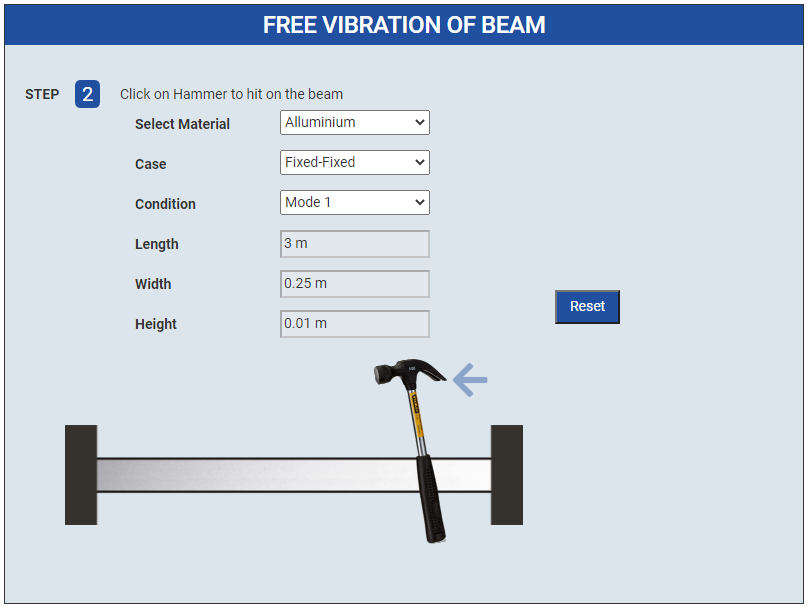 FREE VIBRATION OF BEAM
STEP 2 Click on Hammer to hit on the beam
Select Material Alluminium
Case Fixed-Fixed
Condition Mode 1
Length 3 m
Width 0.25 m
Reset
Height 0.01 m